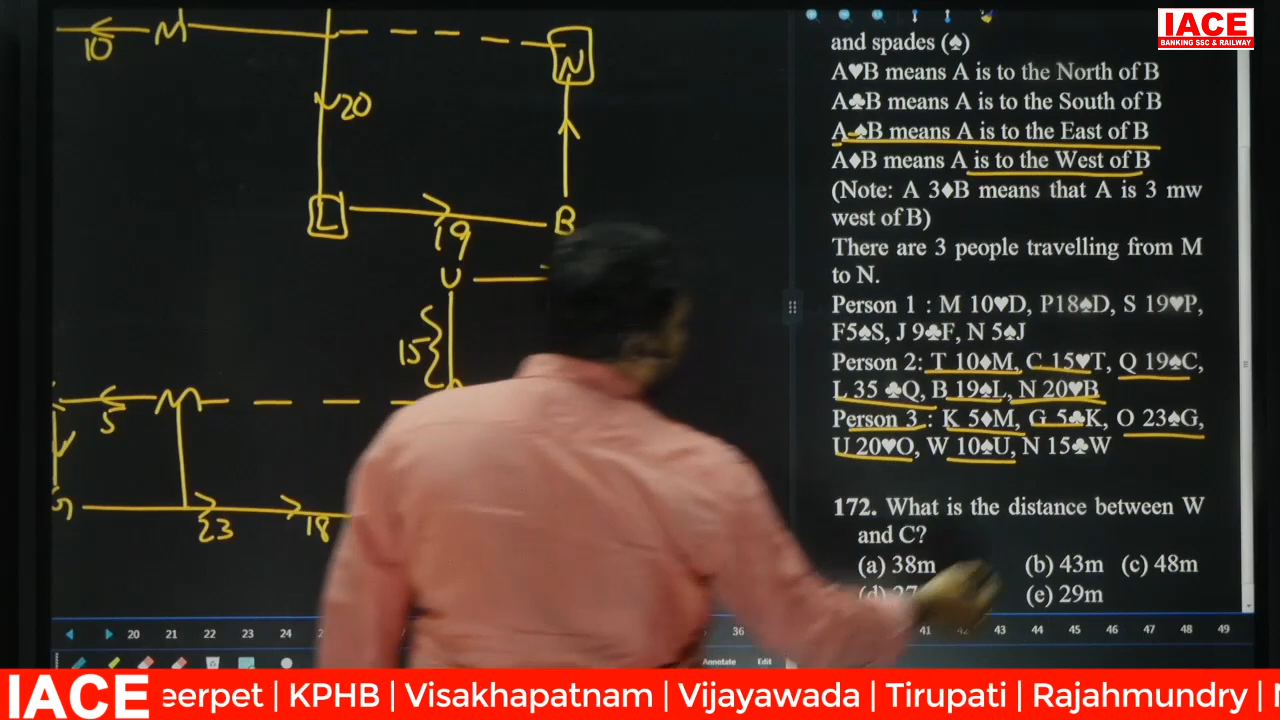 IACE
BANKING SSC & RAILWAY
and spades (♠)
A♥B means A is to the North of B
A♣B means A is to the South of B
A♠B means A is to the East of B
A♦B means A is to the West of B
(Note: A 3♦B means that A is 3 mw
west of B)
There are 3 people travelling from M
to N.
Person 1 : M 10♥D, P18♠D, S 19♥P,
F5♠S, J 9♣F, N 5♠J
Person 2: T 10♦M, C 15♥T, Q 19♠C,
L 35 ♣Q, B 19♠L, N 20♥B
Person 3 : K 5♦M, G 5♣K, O 23♠G,
U 20♥O, W 10♠U, N 15♣W
172. What is the distance between W
and C?
(a) 38m (b) 43m (c) 48m
(e) 29m
10 M
N
20
L
19
B
U
15
5 M
23 18
20 21 22 23 24
36
41 42 43 44 45 46 47 48 49
Annotate Edit
IACE
eerpet | KPHB | Visakhapatnam | Vijayawada | Tirupati | Rajahmundry |